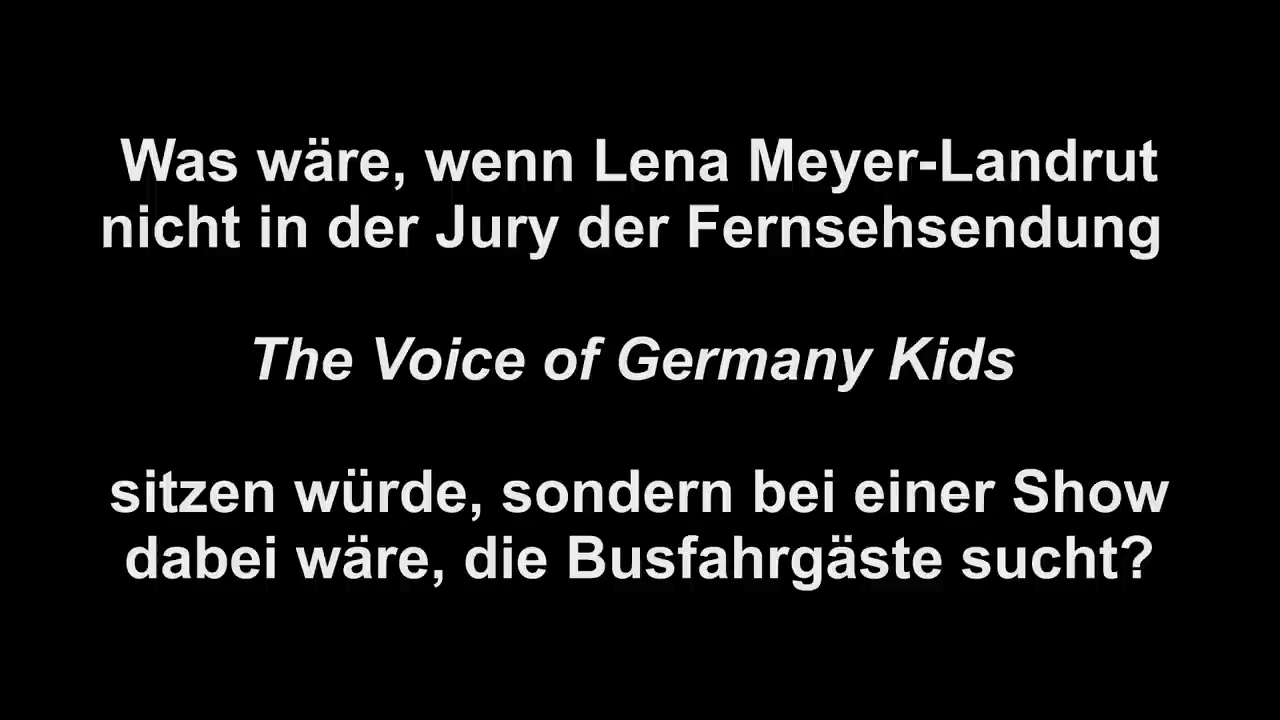 Was wäre, wenn Lena Meyer-Landrut
nicht in der Jury der Fernsehsendung
The Voice of Germany Kids
sitzen würde, sondern bei einer Show
dabei wäre, die Busfahrgäste sucht?